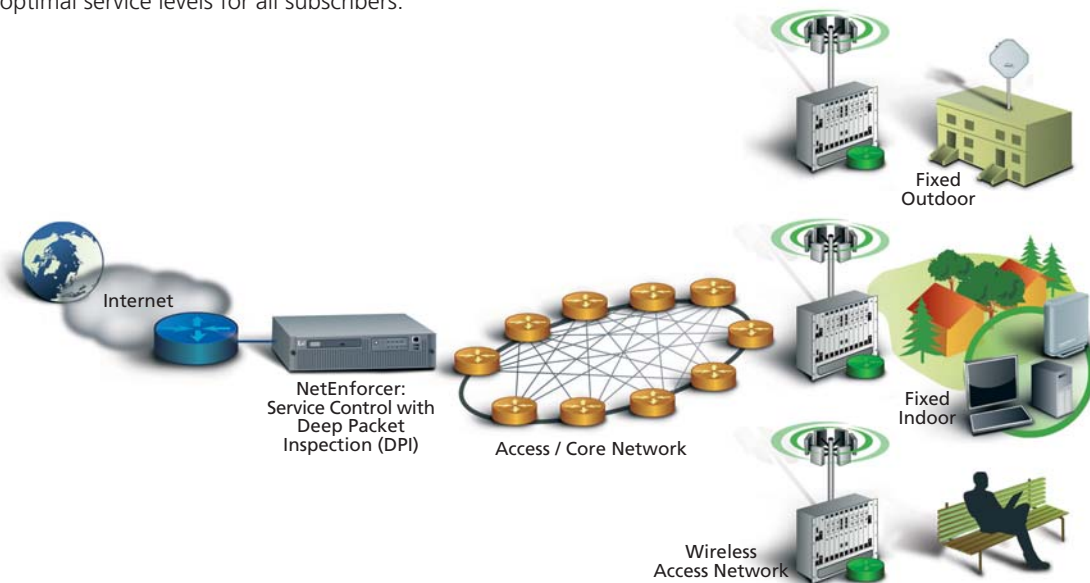 optimal service levels for all subscribers.
Fixed
Outdoor
Internet
NetEnforcer:
Service Control with
Deep Packet
Inspection (DPI)
Access / Core Network
Fixed
Indoor
Wireless
Access Network